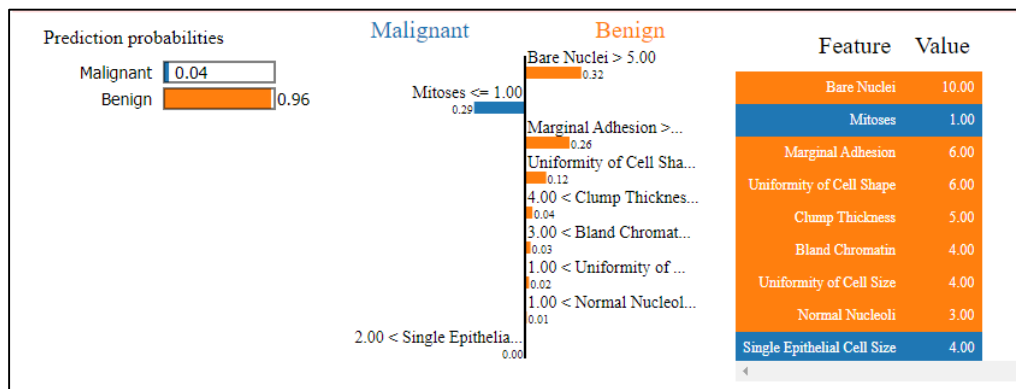 Prediction probabilities
Malignant 0.04
Benign 0.96
Malignant Benign
Bare Nuclei > 5.00
0.32
Mitoses <= 1.00
0.29
Marginal Adhesion >...
0.26
Uniformity of Cell Sha...
0.12
4.00 < Clump Thicknes...
0.04
3.00 < Bland Chromat...
0.03
1.00 < Uniformity of ...
0.02
1.00 < Normal Nucleol...
0.01
2.00 < Single Epithelia...
0.00
Feature Value
Bare Nuclei 10.00
Mitoses 1.00
Marginal Adhesion 6.00
Uniformity of Cell Shape 6.00
Clump Thickness 5.00
Bland Chromatin 4.00
Uniformity of Cell Size 4.00
Normal Nucleoli 3.00
Single Epithelial Cell Size 4.00